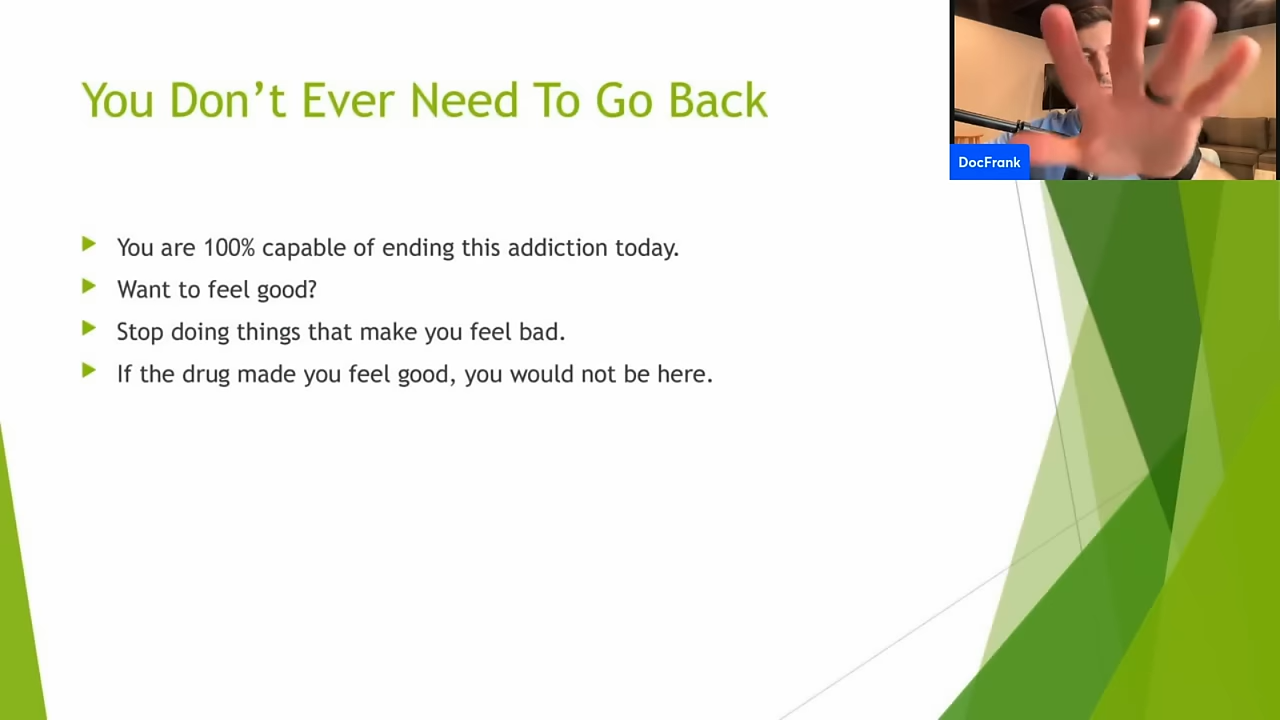 You Don’t Ever Need To Go Back
You are 100% capable of ending this addiction today.
Want to feel good?
Stop doing things that make you feel bad.
If the drug made you feel good, you would not be here.
DocFrank